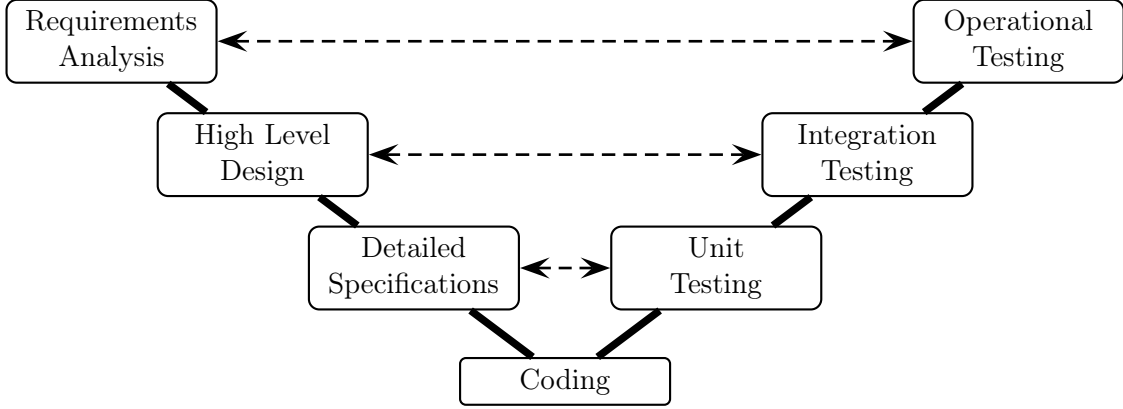 Requirements
Analysis
Operational
Testing
High Level
Design
Integration
Testing
Detailed
Specifications
Unit
Testing
Coding